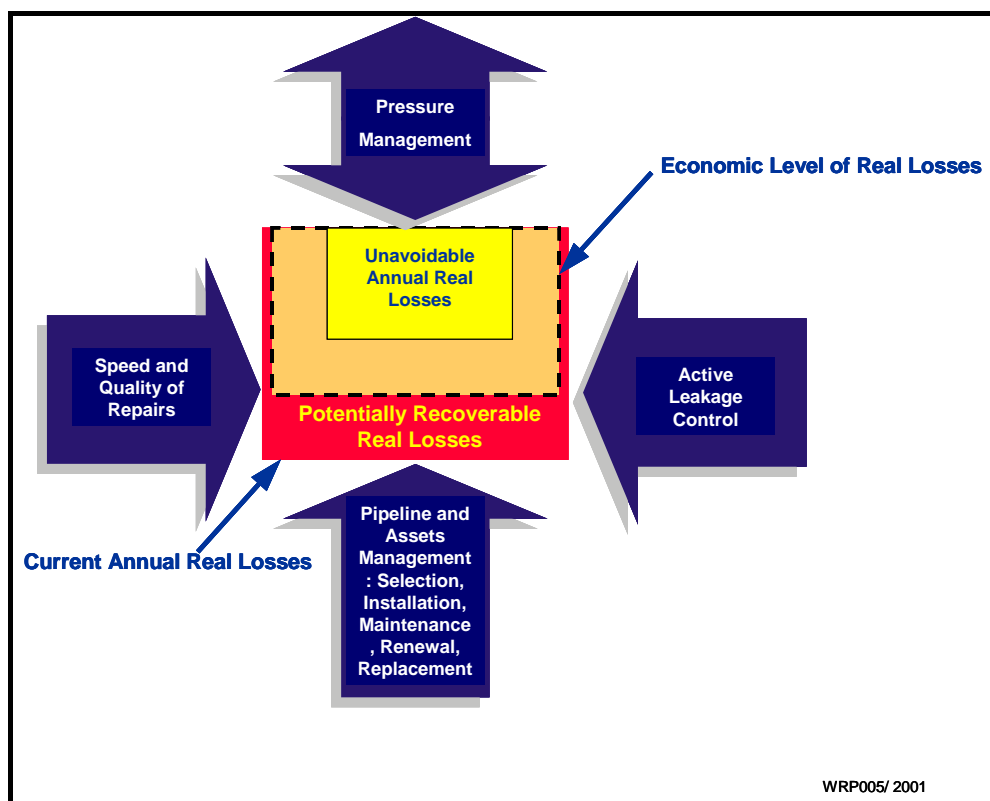 Pressure
Management
Economic Level of Real Losses
Unavoidable
Annual Real
Losses
Speed and
Quality of
Repairs
Active
Leakage
Control
Potentially Recoverable
Real Losses
Current Annual Real Losses
Pipeline and
Assets
Management
: Selection,
Installation,
Maintenance
, Renewal,
Replacement
WRP005/ 2001